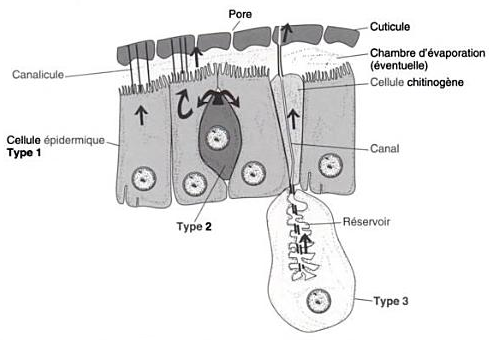 Pore
Cuticule
Chambre d'évaporation
(éventuelle)
Canalicule
Cellule chitinogène
Cellule épidermique
Type 1
Canal
Type 2
Réservoir
Type 3